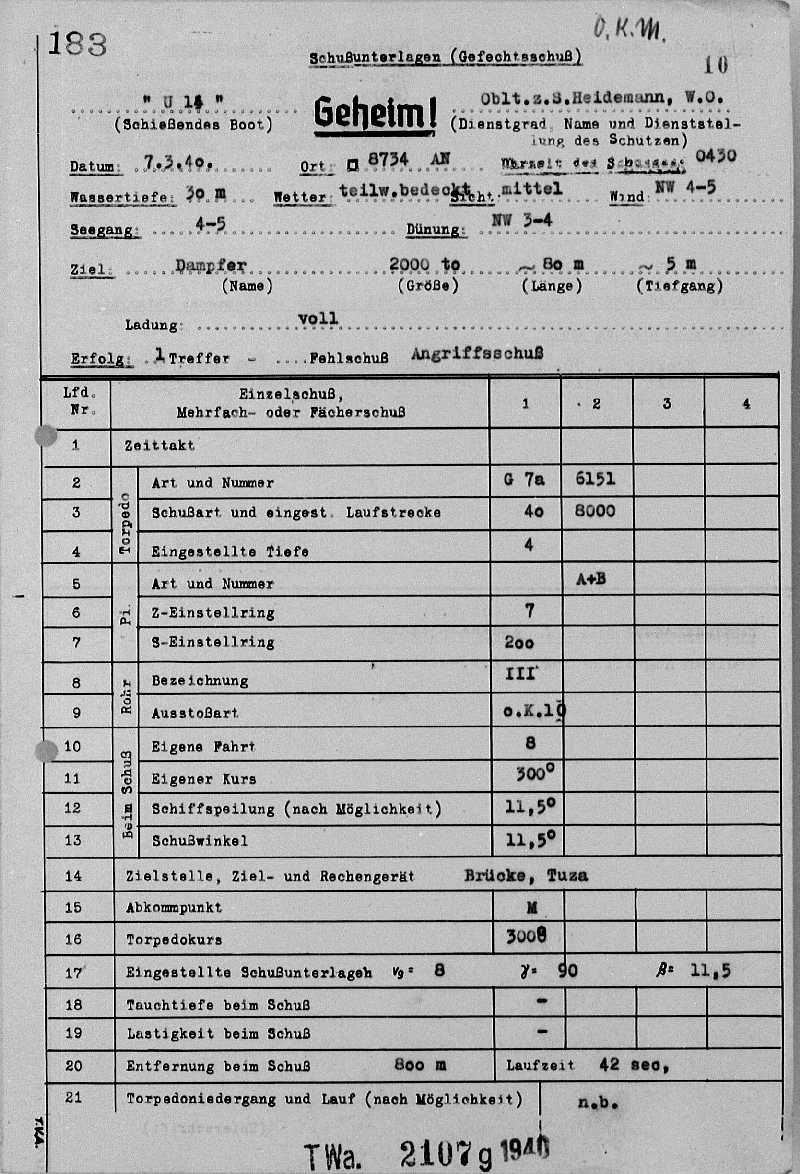 183
O.K.M.
Schußunterlagen (Gefechtsschuß)
10
" U 14 "
Geheim!
Oblt.z.S.Heidemann, W.O.
(Schießendes Boot)
(Dienstgrad, Name und Dienststel-
lung des Schützen)
Datum: 7.3.40. Ort: 8734 AN Uhrzeit des Schusses: 0430
Wassertiefe: 30 m Wetter: teilw.bedeckt Sicht: mittel Wind: NW 4-5
Seegang: 4-5 Dünung: NW 3-4
Ziel: Dampfer 2000 to ~ 80 m ~ 5 m
(Name) (Größe) (Länge) (Tiefgang)
Ladung: voll
Erfolg: 1 Treffer - .... Fehlschuß Angriffsschuß
Lfd. Nr. Einzelschuß, Mehrfach- oder Fächerschuß 1 2 3 4
1 Zeittakt
Torpedo
2 Art und Nummer G 7a 6151
3 Schußart und eingest. Laufstrecke 40 8000
4 Eingestellte Tiefe 4
Pi.
5 Art und Nummer A+B
6 Z-Einstellring 7
7 S-Einstellring 200
Rohr
8 Bezeichnung III
9 Ausstoßart o.K.10
Beim Schuß
10 Eigene Fahrt 8
11 Eigener Kurs 300°
12 Schiffspeilung (nach Möglichkeit) 11,5°
13 Schußwinkel 11,5°
14 Zielstelle, Ziel- und Rechengerät Brücke, Tuza
15 Abkommpunkt M
16 Torpedokurs 300°
17 Eingestellte Schußunterlageh Vg= 8 γ= 90 β= 11,5
18 Tauchtiefe beim Schuß -
19 Lastigkeit beim Schuß -
20 Entfernung beim Schuß 800 m Laufzeit 42 sec,
21 Torpedoniedergang und Lauf (nach Möglichkeit) n.b.
TVA.
TWa. 2107 g 1940